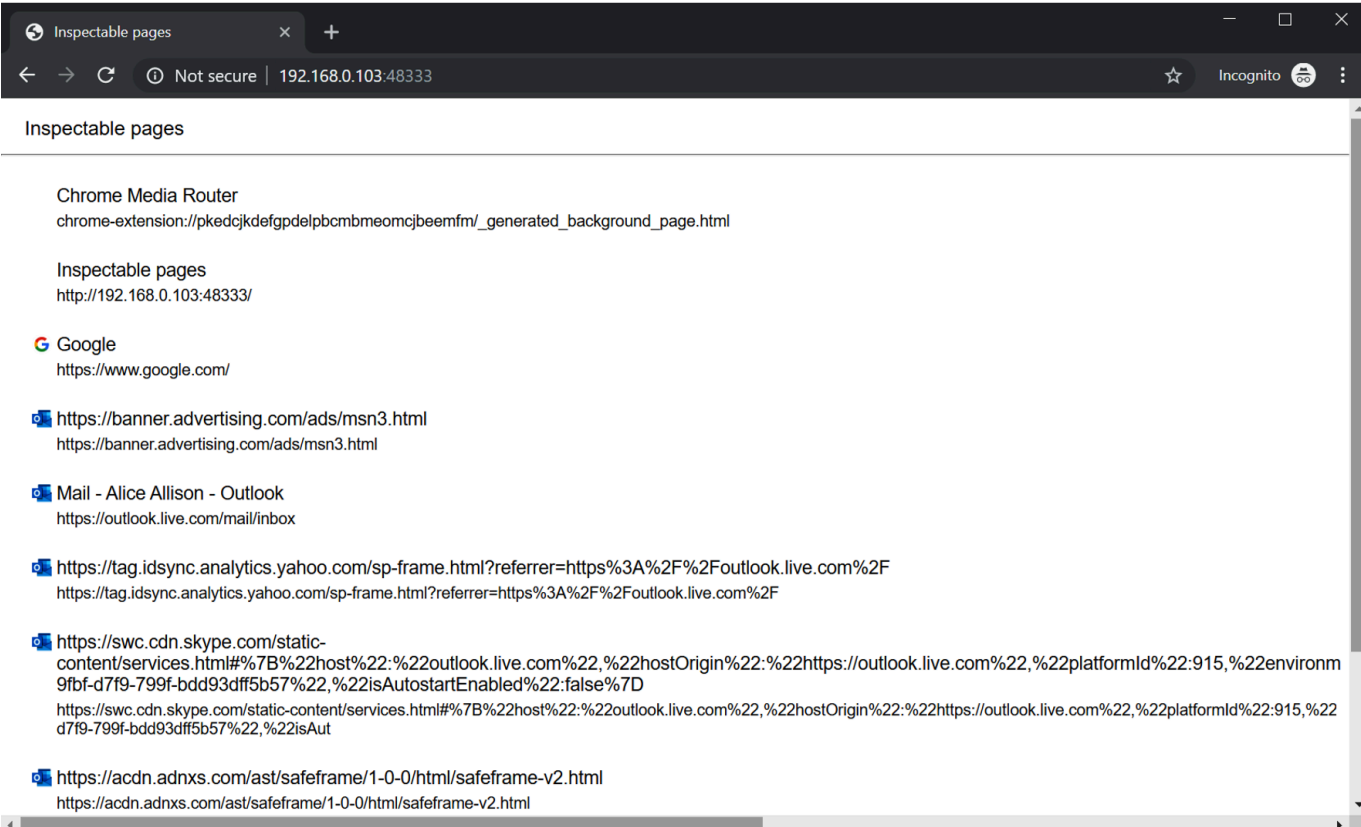 Inspectable pages
Not secure | 192.168.0.103:48333
Incognito
Inspectable pages
Chrome Media Router
chrome-extension://pkedcjkdefgpdelpbcmbmeomcjbeemfm/_generated_background_page.html
Inspectable pages
http://192.168.0.103:48333/
Google
https://www.google.com/
https://banner.advertising.com/ads/msn3.html
https://banner.advertising.com/ads/msn3.html
Mail - Alice Allison - Outlook
https://outlook.live.com/mail/inbox
https://tag.idsync.analytics.yahoo.com/sp-frame.html?referrer=https%3A%2F%2Foutlook.live.com%2F
https://tag.idsync.analytics.yahoo.com/sp-frame.html?referrer=https%3A%2F%2Foutlook.live.com%2F
https://swc.cdn.skype.com/static-
content/services.html#%7B%22host%22:%22outlook.live.com%22,%22hostOrigin%22:%22https://outlook.live.com%22,%22platformId%22:915,%22environm
9fbf-d7f9-799f-bdd93dff5b57%22,%22isAutostartEnabled%22:false%7D
https://swc.cdn.skype.com/static-content/services.html#%7B%22host%22:%22outlook.live.com%22,%22hostOrigin%22:%22https://outlook.live.com%22,%22platformId%22:915,%22
d7f9-799f-bdd93dff5b57%22,%22isAut
https://acdn.adnxs.com/ast/safeframe/1-0-0/html/safeframe-v2.html
https://acdn.adnxs.com/ast/safeframe/1-0-0/html/safeframe-v2.html